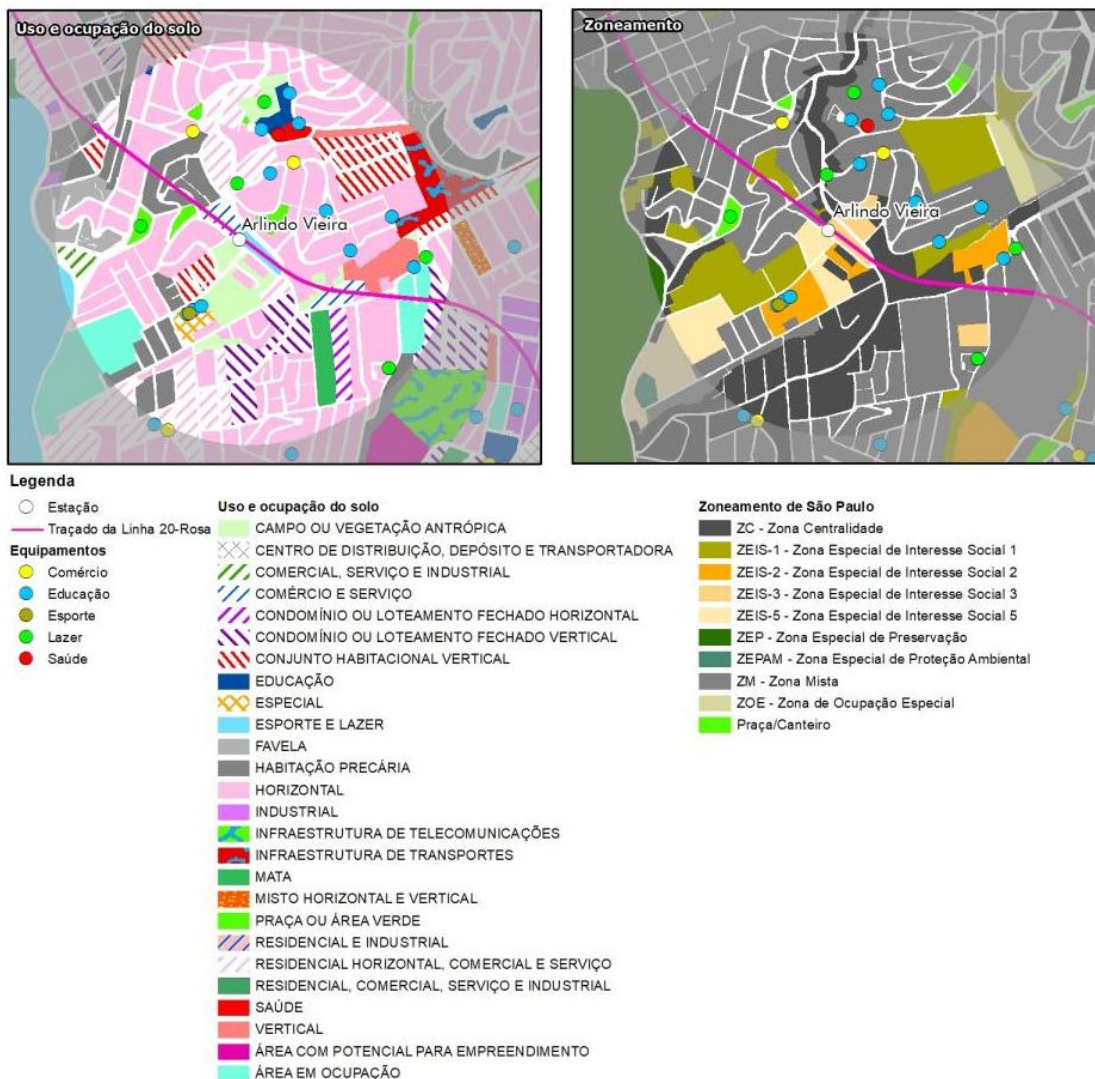 Uso e ocupação do solo
Arlindo Vieira
Zoneamento
Arlindo Vieira
Legenda
Estação
Traçado da Linha 20-Rosa
Equipamentos
Comércio
Educação
Esporte
Lazer
Saúde
Uso e ocupação do solo
CAMPO OU VEGETAÇÃO ANTRÓPICA
CENTRO DE DISTRIBUIÇÃO, DEPÓSITO E TRANSPORTADORA
COMERCIAL, SERVIÇO E INDUSTRIAL
COMÉRCIO E SERVIÇO
CONDOMÍNIO OU LOTEAMENTO FECHADO HORIZONTAL
CONDOMÍNIO OU LOTEAMENTO FECHADO VERTICAL
CONJUNTO HABITACIONAL VERTICAL
EDUCAÇÃO
ESPECIAL
ESPORTE E LAZER
FAVELA
HABITAÇÃO PRECÁRIA
HORIZONTAL
INDUSTRIAL
INFRAESTRUTURA DE TELECOMUNICAÇÕES
INFRAESTRUTURA DE TRANSPORTES
MATA
MISTO HORIZONTAL E VERTICAL
PRAÇA OU ÁREA VERDE
RESIDENCIAL E INDUSTRIAL
RESIDENCIAL HORIZONTAL, COMERCIAL E SERVIÇO
RESIDENCIAL, COMERCIAL, SERVIÇO E INDUSTRIAL
SAÚDE
VERTICAL
ÁREA COM POTENCIAL PARA EMPREENDIMENTO
ÁREA EM OCUPAÇÃO
Zoneamento de São Paulo
ZC - Zona Centralidade
ZEIS-1 - Zona Especial de Interesse Social 1
ZEIS-2 - Zona Especial de Interesse Social 2
ZEIS-3 - Zona Especial de Interesse Social 3
ZEIS-5 - Zona Especial de Interesse Social 5
ZEP - Zona Especial de Preservação
ZEPAM - Zona Especial de Proteção Ambiental
ZM - Zona Mista
ZOE - Zona de Ocupação Especial
Praça/Canteiro